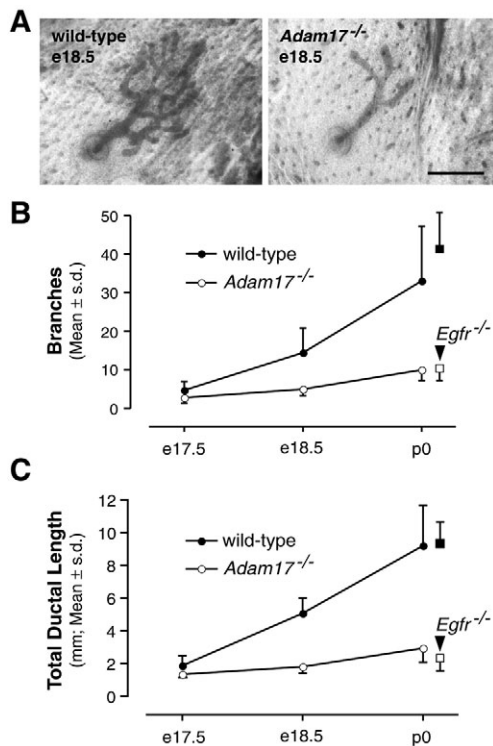 A
wild-type
e18.5
Adam17-/-
e18.5
B
Branches
(Mean ± s.d.)
50
40
30
20
10
0
wild-type
Adam17-/-
Egfr-/-
e17.5
e18.5
p0
C
Total Ductal Length
(mm; Mean ± s.d.)
12
10
8
6
4
2
0
wild-type
Adam17-/-
Egfr-/-
e17.5
e18.5
p0